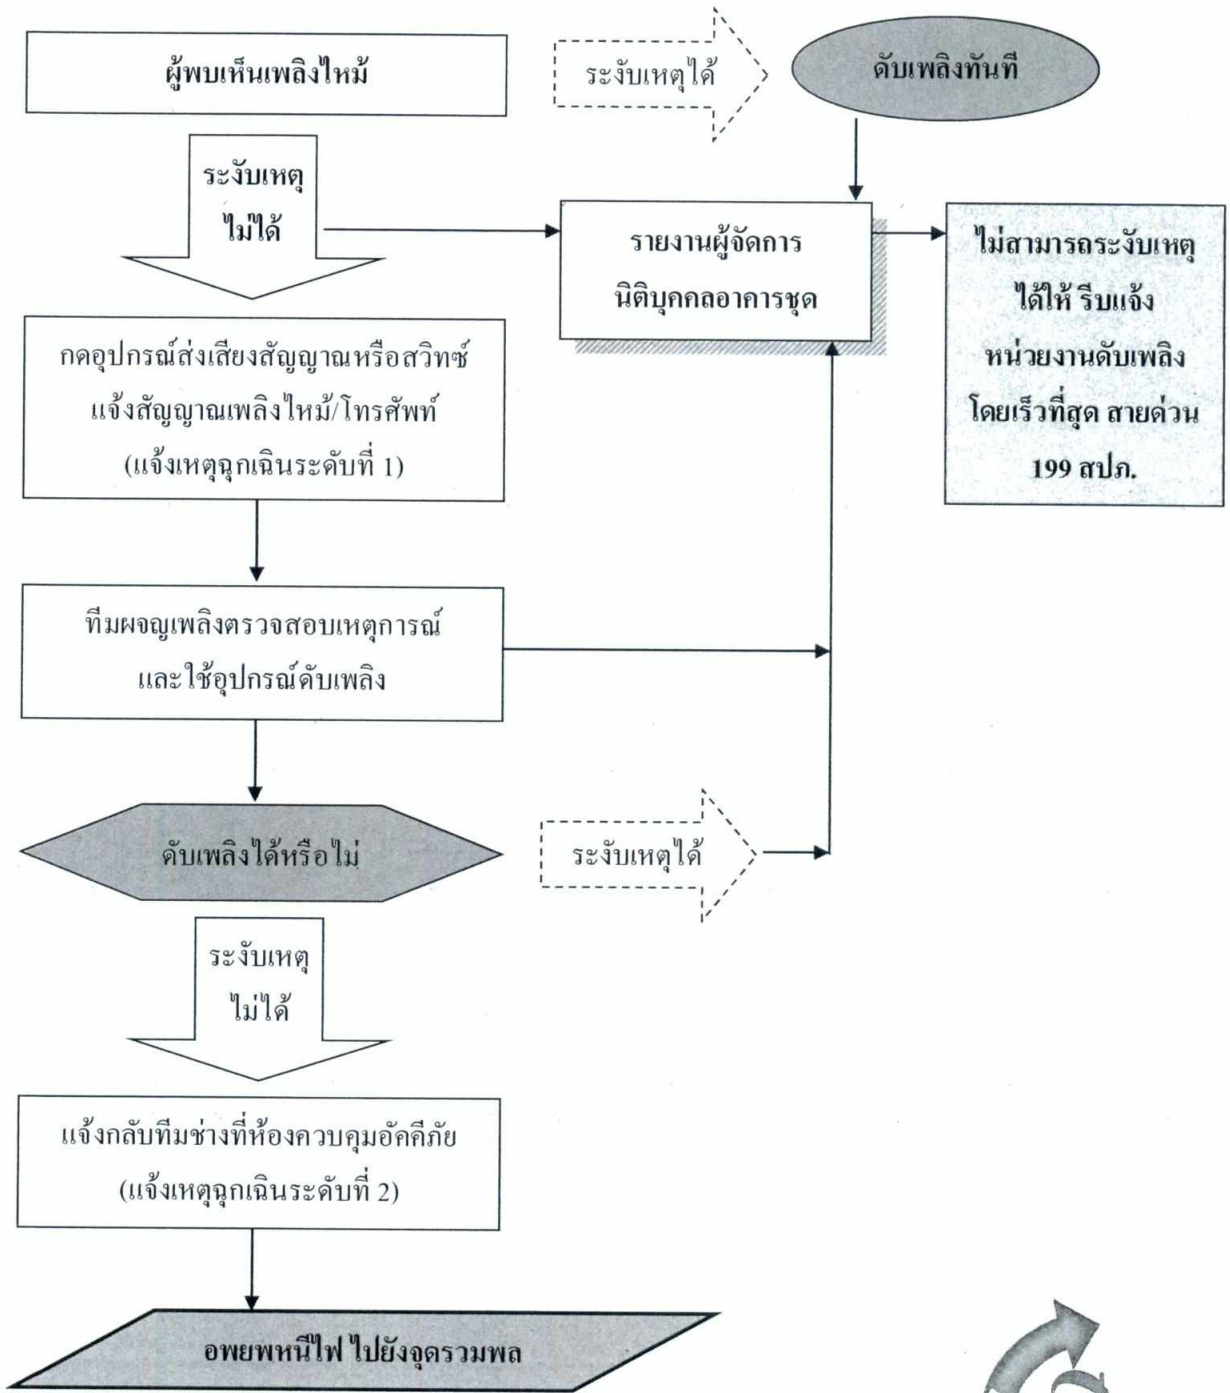 ผู้พบเห็นเพลิงไหม้
ระงับเหตุได้
ดับเพลิงทันที
ระงับเหตุ
ไม่ได้
รายงานผู้จัดการ
นิติบุคคลอาคารชุด
ไม่สามารถระงับเหตุ
ได้ให้ รีบแจ้ง
หน่วยงานดับเพลิง
โดยเร็วที่สุด สายด่วน
199 สปภ.
กดอุปกรณ์ส่งเสียงสัญญาณหรือสวิทซ์
แจ้งสัญญาณเพลิงไหม้/โทรศัพท์
(แจ้งเหตุฉุกเฉินระดับที่ 1)
ทีมผจญเพลิงตรวจสอบเหตุการณ์
และใช้อุปกรณ์ดับเพลิง
ดับเพลิงได้หรือไม่
ระงับเหตุได้
ระงับเหตุ
ไม่ได้
แจ้งกลับทีมช่างที่ห้องควบคุมอัคคีภัย
(แจ้งเหตุฉุกเฉินระดับที่ 2)
อพยพหนีไฟ ไปยังจุดรวมพล